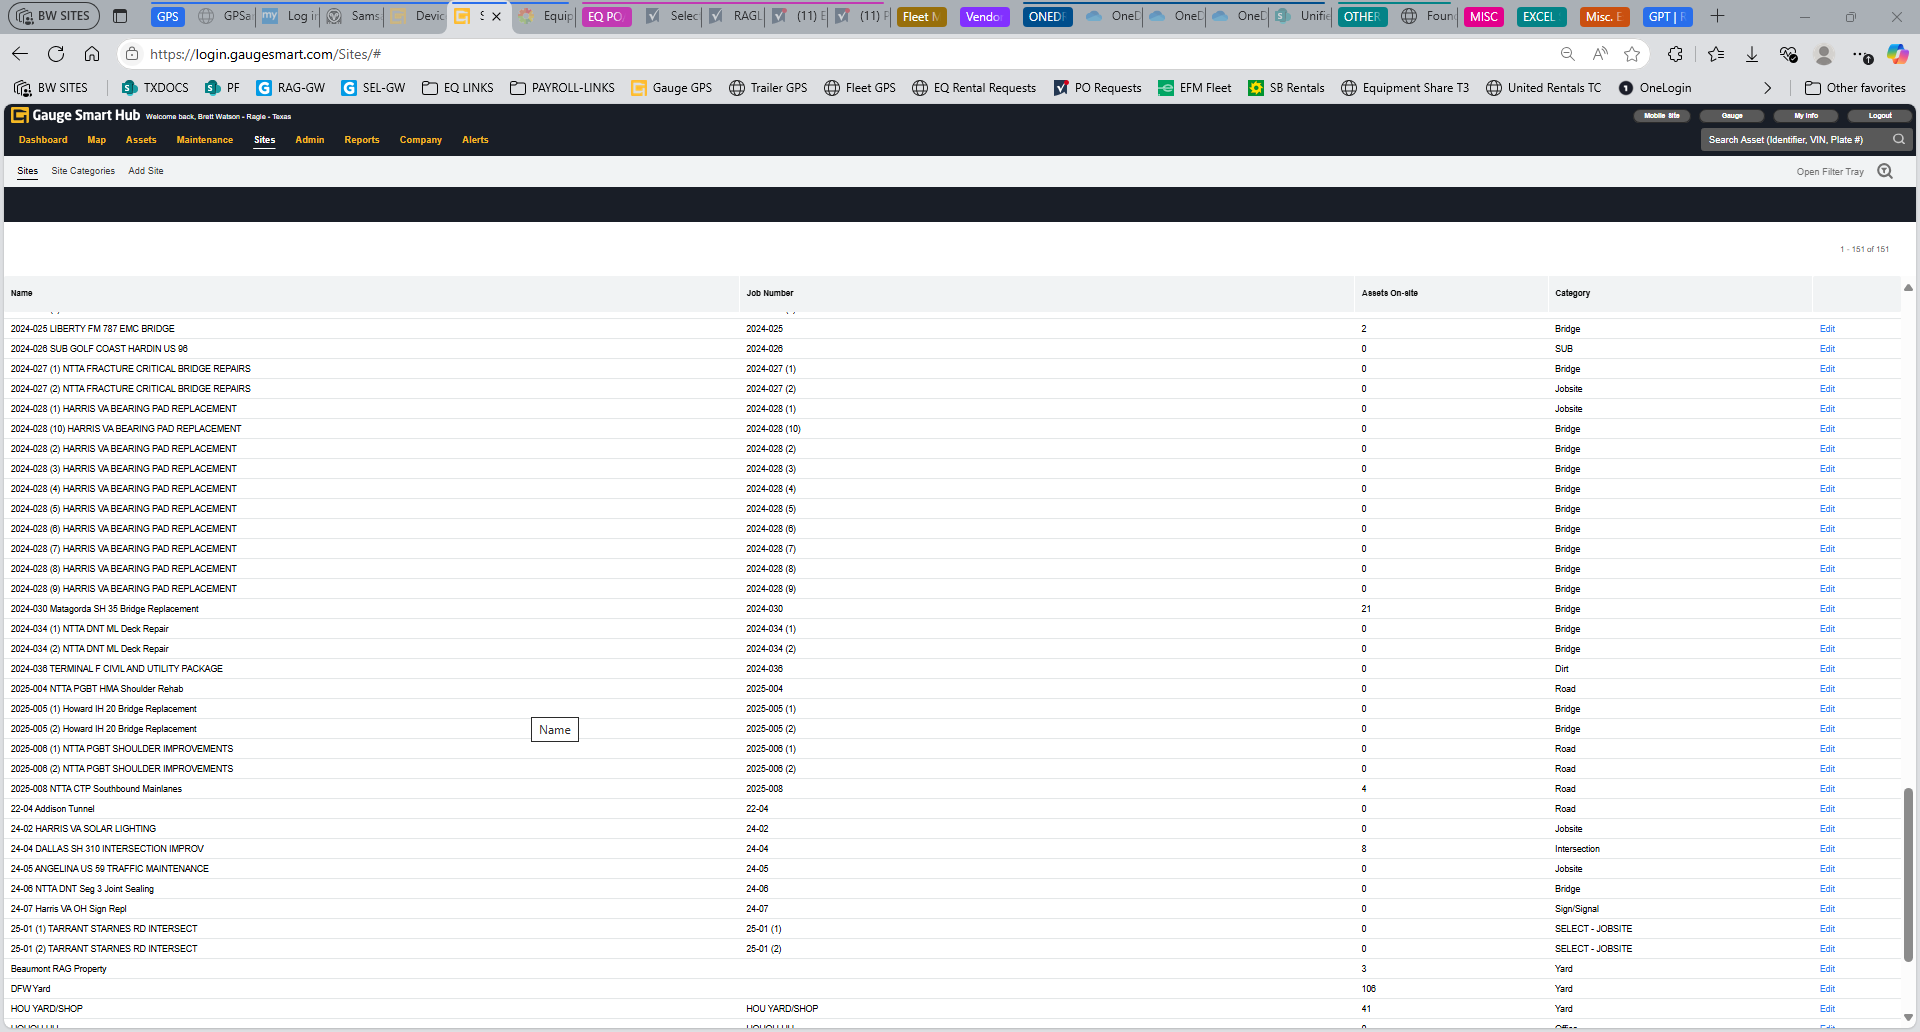 BW SITES GPS GPSa Log in Sams Devic S Equip EQ PO Selec RAGL (11) E (11) F Fleet M Vendor ONED OneD OneD OneD Unifie OTHER Foun MISC EXCEL Misc. E GPT | F
https://login.gaugesmart.com/Sites/#
BW SITES TXDOCS PF RAG-GW SEL-GW EQ LINKS PAYROLL-LINKS Gauge GPS Trailer GPS Fleet GPS EQ Rental Requests PO Requests EFM Fleet SB Rentals Equipment Share T3 United Rentals TC OneLogin Other favorites
Gauge Smart Hub Welcome back, Brett Watson - Ragle - Texas Mobile Site Gauge My Info Logout
Dashboard Map Assets Maintenance Sites Admin Reports Company Alerts Search Asset (Identifier, VIN, Plate #)
Sites Site Categories Add Site Open Filter Tray
1 - 151 of 151
Name Job Number Assets On-site Category
2024-025 LIBERTY FM 787 EMC BRIDGE 2024-025 2 Bridge Edit
2024-026 SUB GOLF COAST HARDIN US 96 2024-026 0 SUB Edit
2024-027 (1) NTTA FRACTURE CRITICAL BRIDGE REPAIRS 2024-027 (1) 0 Bridge Edit
2024-027 (2) NTTA FRACTURE CRITICAL BRIDGE REPAIRS 2024-027 (2) 0 Jobsite Edit
2024-028 (1) HARRIS VA BEARING PAD REPLACEMENT 2024-028 (1) 0 Jobsite Edit
2024-028 (10) HARRIS VA BEARING PAD REPLACEMENT 2024-028 (10) 0 Bridge Edit
2024-028 (2) HARRIS VA BEARING PAD REPLACEMENT 2024-028 (2) 0 Bridge Edit
2024-028 (3) HARRIS VA BEARING PAD REPLACEMENT 2024-028 (3) 0 Bridge Edit
2024-028 (4) HARRIS VA BEARING PAD REPLACEMENT 2024-028 (4) 0 Bridge Edit
2024-028 (5) HARRIS VA BEARING PAD REPLACEMENT 2024-028 (5) 0 Bridge Edit
2024-028 (6) HARRIS VA BEARING PAD REPLACEMENT 2024-028 (6) 0 Bridge Edit
2024-028 (7) HARRIS VA BEARING PAD REPLACEMENT 2024-028 (7) 0 Bridge Edit
2024-028 (8) HARRIS VA BEARING PAD REPLACEMENT 2024-028 (8) 0 Bridge Edit
2024-028 (9) HARRIS VA BEARING PAD REPLACEMENT 2024-028 (9) 0 Bridge Edit
2024-030 Matagorda SH 35 Bridge Replacement 2024-030 21 Bridge Edit
2024-034 (1) NTTA DNT ML Deck Repair 2024-034 (1) 0 Bridge Edit
2024-034 (2) NTTA DNT ML Deck Repair 2024-034 (2) 0 Bridge Edit
2024-036 TERMINAL F CIVIL AND UTILITY PACKAGE 2024-036 0 Dirt Edit
2025-004 NTTA PGBT HMA Shoulder Rehab 2025-004 0 Road Edit
2025-005 (1) Howard IH 20 Bridge Replacement 2025-005 (1) 0 Bridge Edit
2025-005 (2) Howard IH 20 Bridge Replacement 2025-005 (2) 0 Bridge Edit
Name
2025-006 (1) NTTA PGBT SHOULDER IMPROVEMENTS 2025-006 (1) 0 Road Edit
2025-006 (2) NTTA PGBT SHOULDER IMPROVEMENTS 2025-006 (2) 0 Road Edit
2025-008 NTTA CTP Southbound Mainlanes 2025-008 4 Road Edit
22-04 Addison Tunnel 22-04 0 Road Edit
24-02 HARRIS VA SOLAR LIGHTING 24-02 0 Jobsite Edit
24-04 DALLAS SH 310 INTERSECTION IMPROV 24-04 8 Intersection Edit
24-05 ANGELINA US 59 TRAFFIC MAINTENANCE 24-05 0 Jobsite Edit
24-06 NTTA DNT Seg 3 Joint Sealing 24-06 0 Bridge Edit
24-07 Harris VA OH Sign Repl 24-07 0 Sign/Signal Edit
25-01 (1) TARRANT STARNES RD INTERSECT 25-01 (1) 0 SELECT - JOBSITE Edit
25-01 (2) TARRANT STARNES RD INTERSECT 25-01 (2) 0 SELECT - JOBSITE Edit
Beaumont RAG Property 3 Yard Edit
DFW Yard 106 Yard Edit
HOU YARD/SHOP HOU YARD/SHOP 41 Yard Edit